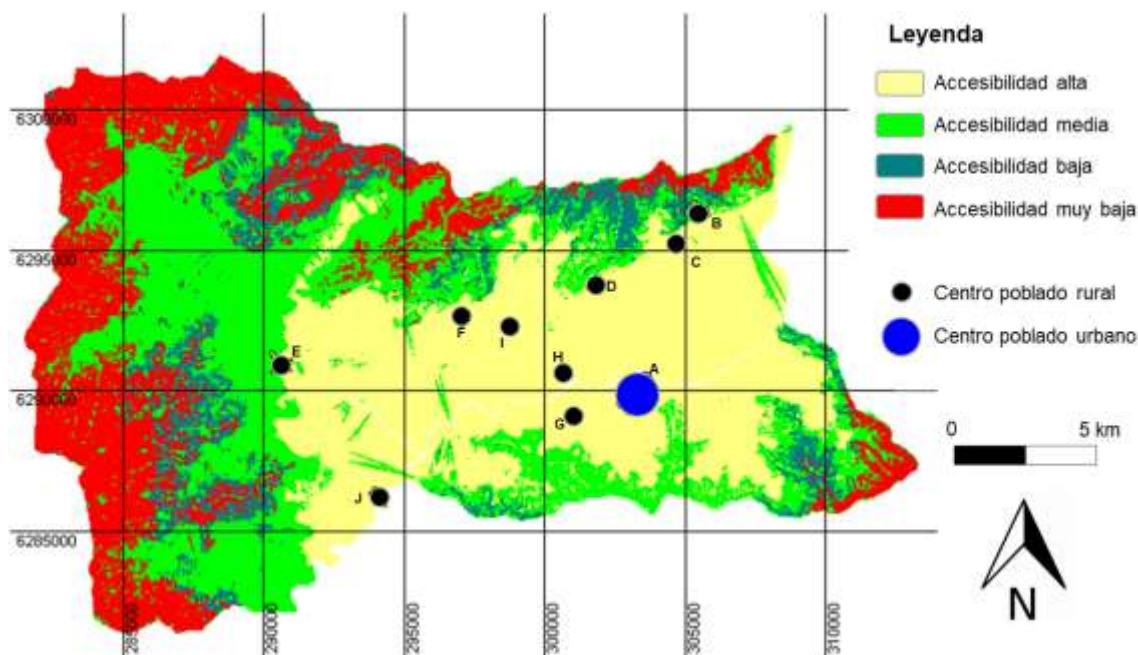 Leyenda
Accesibilidad alta
Accesibilidad media
Accesibilidad baja
Accesibilidad muy baja
Centro poblado rural
Centro poblado urbano
6300000
6295000
6290000
6285000
285000
290000
295000
300000
305000
310000
B
C
D
F
I
E
H
A
G
J
0 5 km
N